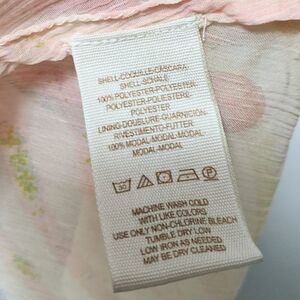 SHELL-COQUILLE-CASCARA
SHELL-SCHALE
100% POLYESTER-POLYESTER-
POLYESTER-POLIESTERE-
POLYESTER
LINING-DOUBLURE-GUARNICIÓN-
RIVESTIMENTO-FUTTER
100% MODAL-MODAL-MODAL-
MODAL-MODAL
30
P
MACHINE WASH COLD
WITH LIKE COLORS
USE ONLY NON-CHLORINE BLEACH
TUMBLE DRY LOW
LOW IRON AS NEEDED
MAY BE DRY CLEANED